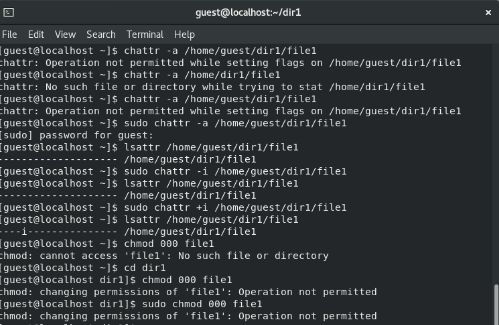 guest@localhost:~/dir1
File Edit View Search Terminal Help
[guest@localhost ~]$ chattr -a /home/guest/dir1/file1
chattr: Operation not permitted while setting flags on /home/guest/dir1/file1
[guest@localhost ~]$ chattr -a /home/dir1/file1
chattr: No such file or directory while trying to stat /home/dir1/file1
[guest@localhost ~]$ chattr -a /home/guest/dir1/file1
chattr: Operation not permitted while setting flags on /home/guest/dir1/file1
[guest@localhost ~]$ sudo chattr -a /home/guest/dir1/file1
[sudo] password for guest:
[guest@localhost ~]$ lsattr /home/guest/dir1/file1
-------------------- /home/guest/dir1/file1
[guest@localhost ~]$ sudo chattr -i /home/guest/dir1/file1
[guest@localhost ~]$ lsattr /home/guest/dir1/file1
-------------------- /home/guest/dir1/file1
[guest@localhost ~]$ sudo chattr +i /home/guest/dir1/file1
[guest@localhost ~]$ lsattr /home/guest/dir1/file1
----i--------------- /home/guest/dir1/file1
[guest@localhost ~]$ chmod 000 file1
chmod: cannot access 'file1': No such file or directory
[guest@localhost ~]$ cd dir1
[guest@localhost dir1]$ chmod 000 file1
chmod: changing permissions of 'file1': Operation not permitted
[guest@localhost dir1]$ sudo chmod 000 file1
chmod: changing permissions of 'file1': Operation not permitted